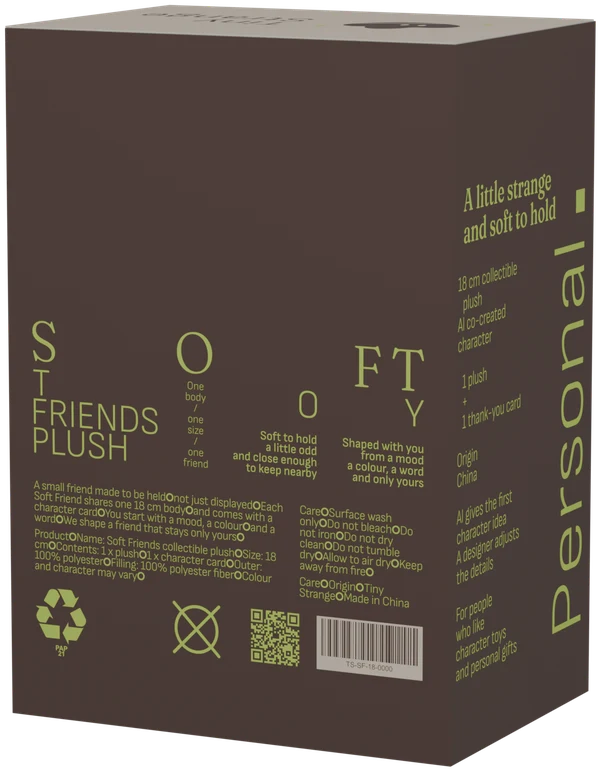 S O FT
T O Y
FRIENDS
PLUSH
One
body
/
one
size
/
one
friend
Soft to hold
a little odd
and close enough
to keep nearby
Shaped with you
from a mood
a colour, a word
and only yours
A small friend made to be heldOnot just displayedOEach
Soft Friend shares one 18 cm bodyOand comes with a
character cardOYou start with a mood, a colourOand a
wordOWe shape a friend that stays only yoursO
ProductOName: Soft Friends collectible plushOSize: 18
cmOContents: 1 x plushO1 x character cardOOuter:
100% polyesterOFilling: 100% polyester fiberOColour
and character may varyO
CareOSurface wash
onlyODo not bleachODo
not ironODo not dry
cleanODo not tumble
dryOAllow to air dryOKeep
away from fireO
CareOOriginOTiny
StrangeOMade in China
PAP
21
TS-SF-18-0000
A little strange
and soft to hold
18 cm collectible
plush
AI co-created
character
1 plush
+
1 thank-you card
Origin
China
AI gives the first
character idea
A designer adjusts
the details
For people
who like
character toys
and personal gifts
Personal.